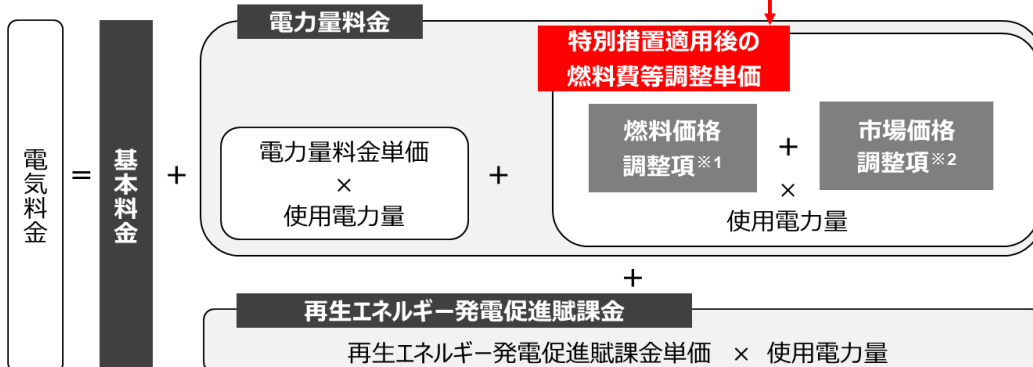 電力量料金
特別措置適用後の
燃料費等調整単価
電気料金
=
基本料金
+
電力量料金単価
×
使用電力量
+
燃料価格
調整項※1
+
市場価格
調整項※2
×
使用電力量
+
再生エネルギー発電促進賦課金
再生エネルギー発電促進賦課金単価 × 使用電力量